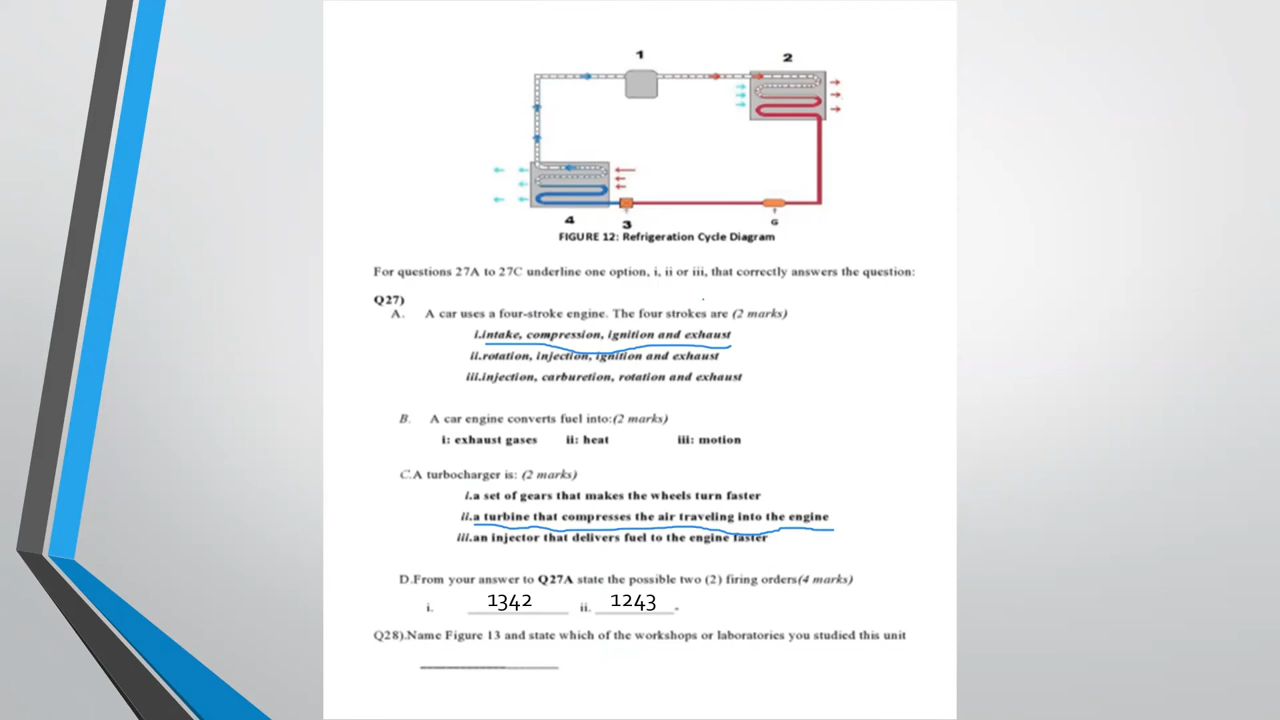 1
2
4
3
G
FIGURE 12: Refrigeration Cycle Diagram
For questions 27A to 27C underline one option, i, ii or iii, that correctly answers the question:
Q27)
A. A car uses a four-stroke engine. The four strokes are (2 marks)
i.intake, compression, ignition and exhaust
ii.rotation, injection, ignition and exhaust
iii.injection, carburetion, rotation and exhaust
B. A car engine converts fuel into:(2 marks)
i: exhaust gases ii: heat iii: motion
C.A turbocharger is: (2 marks)
i.a set of gears that makes the wheels turn faster
ii.a turbine that compresses the air traveling into the engine
iii.an injector that delivers fuel to the engine faster
D.From your answer to Q27A state the possible two (2) firing orders(4 marks)
i. 1342 ii. 1243
Q28).Name Figure 13 and state which of the workshops or laboratories you studied this unit